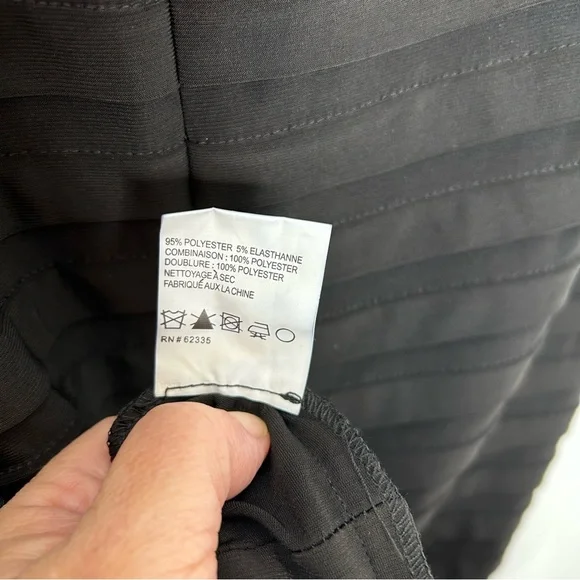 95% POLYESTER 5% ELASTHANNE
COMBINAISON : 100% POLYESTER
DOUBLURE : 100% POLYESTER
NETTOYAGE À SEC
FABRIQUÉ AUX LA CHINE
RN # 62335